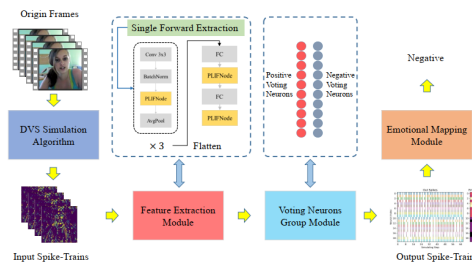 Origin Frames
DVS Simulation
Algorithm
Input Spike-Trains
Single Forward Extraction
Conv 3x3
BatchNorm
PLIFNode
AvgPool
× 3
Flatten
FC
PLIFNode
FC
PLIFNode
Feature Extraction
Module
Positive
Voting
Neurons
Negative
Voting
Neurons
Voting Neurons
Group Module
Negative
Emotional Mapping
Module
Output Spike-Train